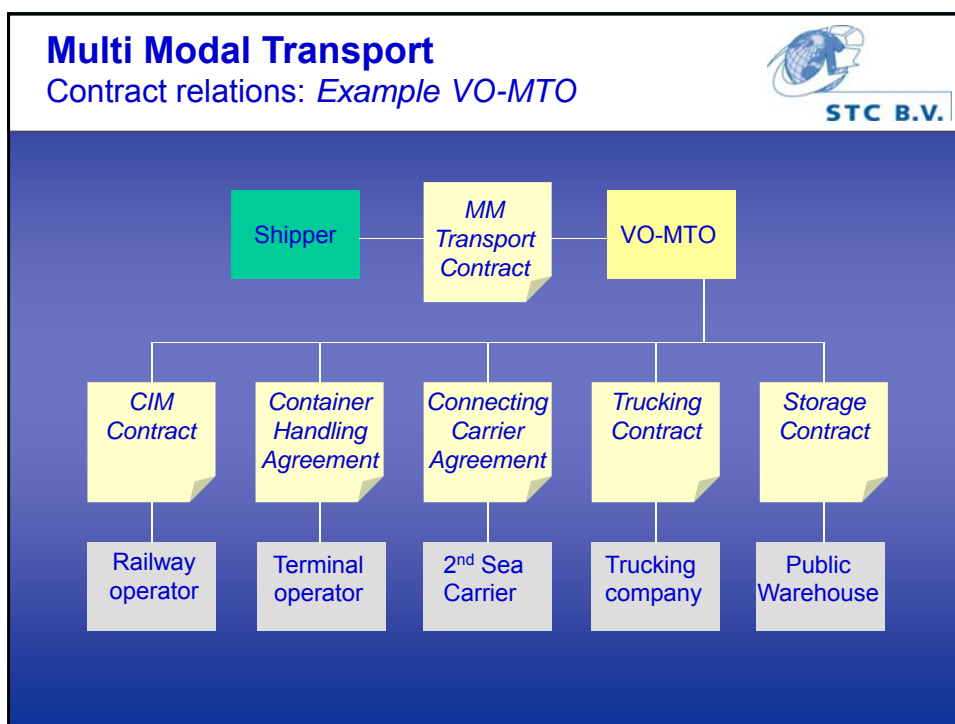 Multi Modal Transport
Contract relations: Example VO-MTO
STC B.V.
Shipper
MM
Transport
Contract
VO-MTO
CIM
Contract
Container
Handling
Agreement
Connecting
Carrier
Agreement
Trucking
Contract
Storage
Contract
Railway
operator
Terminal
operator
2nd Sea
Carrier
Trucking
company
Public
Warehouse